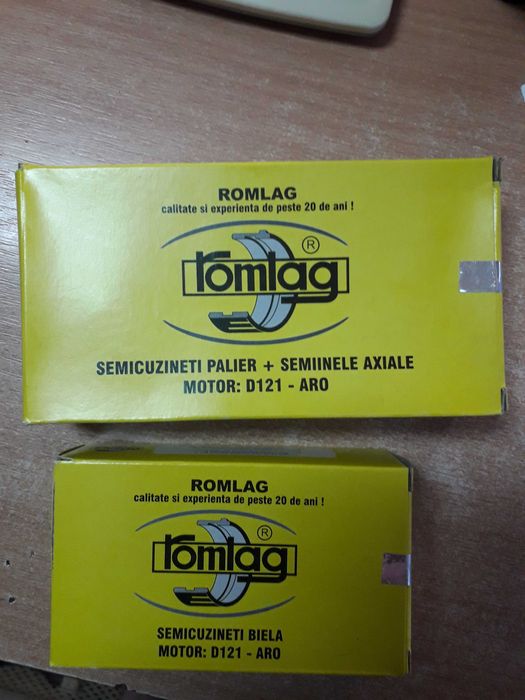 ROMLAG
calitate si experienta de peste 20 de ani !
romlag ®
SEMICUZINETI PALIER + SEMIINELE AXIALE
MOTOR: D121 - ARO
ROMLAG
calitate si experienta de peste 20 de ani !
romlag ®
SEMICUZINETI BIELA
MOTOR: D121 - ARO